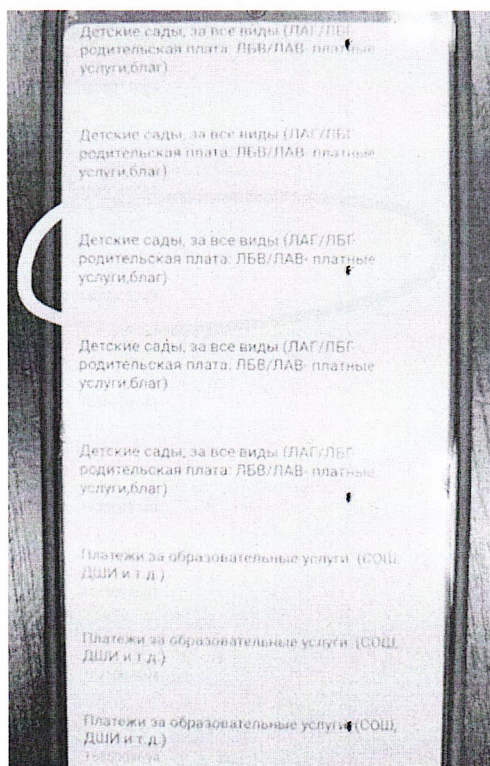 Детские сады, за все виды (ЛАГ/ЛБГ-
родительская плата: ЛБВ/ЛАВ- платные
услуги,благ)
Детские сады, за все виды (ЛАГ/ЛБГ-
родительская плата: ЛБВ/ЛАВ- платные
услуги,благ)
Детские сады, за все виды (ЛАГ/ЛБГ-
родительская плата: ЛБВ/ЛАВ- платные
услуги,благ)
Детские сады, за все виды (ЛАГ/ЛБГ-
родительская плата: ЛБВ/ЛАВ- платные
услуги,благ)
Детские сады, за все виды (ЛАГ/ЛБГ-
родительская плата: ЛБВ/ЛАВ- платные
услуги,благ)
Платежи за образовательные услуги. (СОШ,
ДШИ и т.д.)
Платежи за образовательные услуги. (СОШ,
ДШИ и т.д.)
Платежи за образовательные услуги. (СОШ,
ДШИ и т.д.)